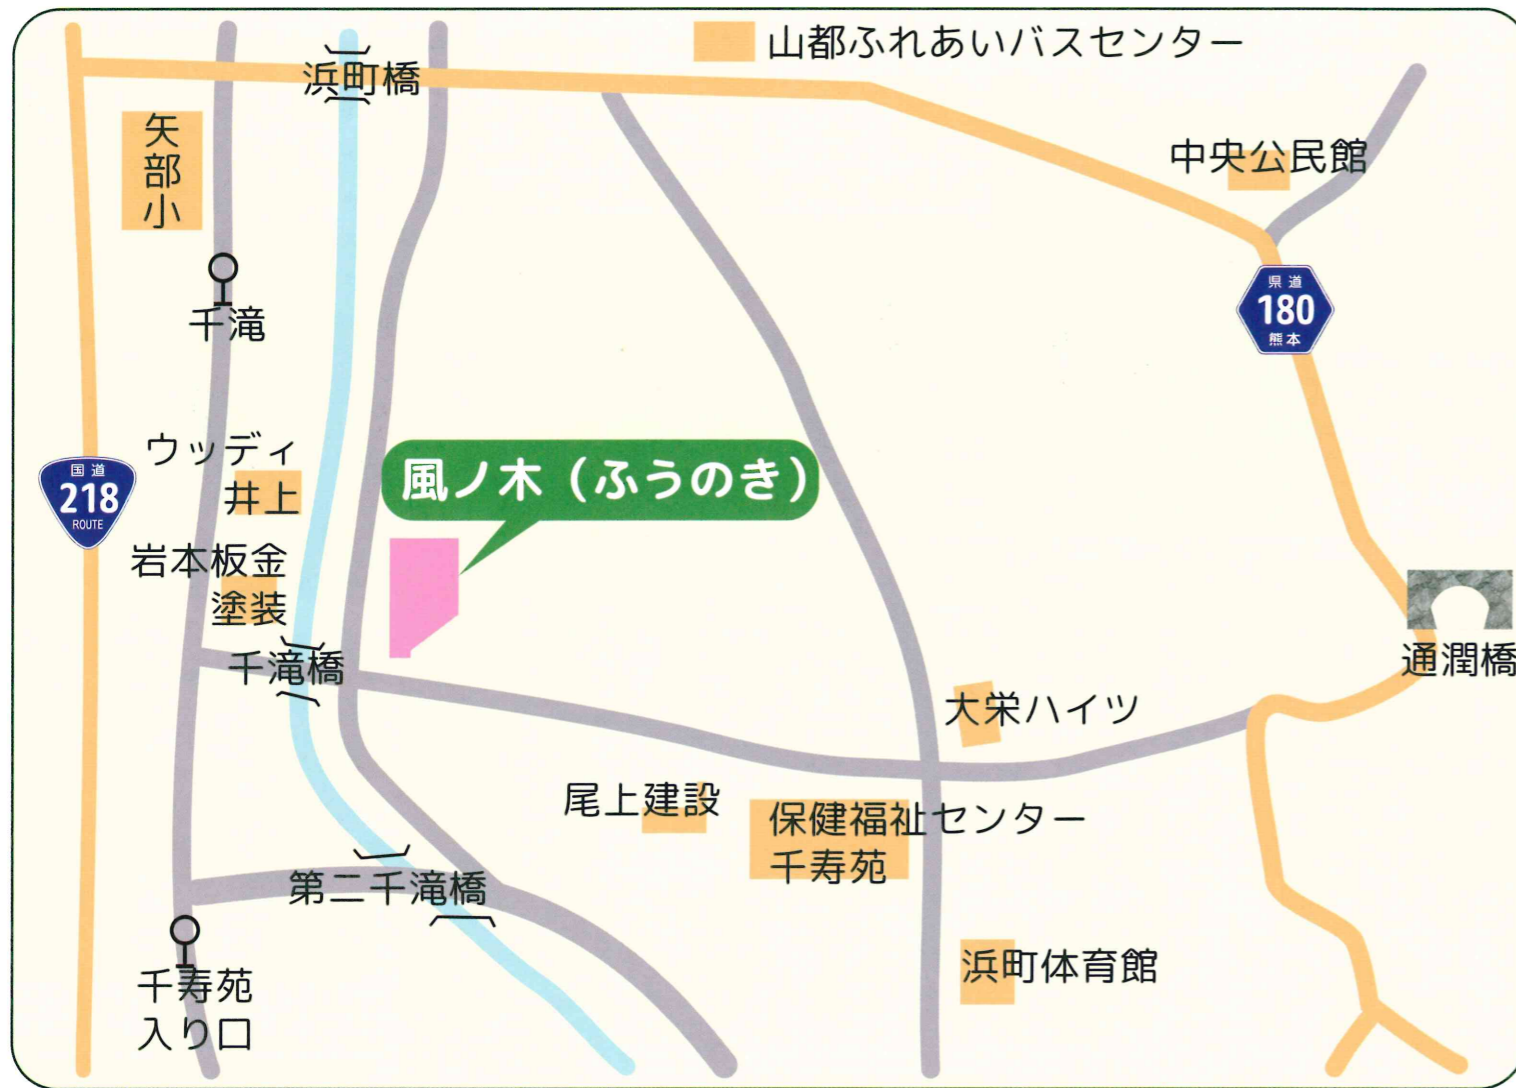 山都ふれあいバスセンター
浜町橋
矢部小
中央公民館
千滝
県道
180
熊本
ウッディ
井上
風ノ木（ふうのき）
国道
218
ROUTE
岩本板金
塗装
千滝橋
通潤橋
大栄ハイツ
尾上建設
保健福祉センター
千寿苑
第二千滝橋
浜町体育館
千寿苑
入り口